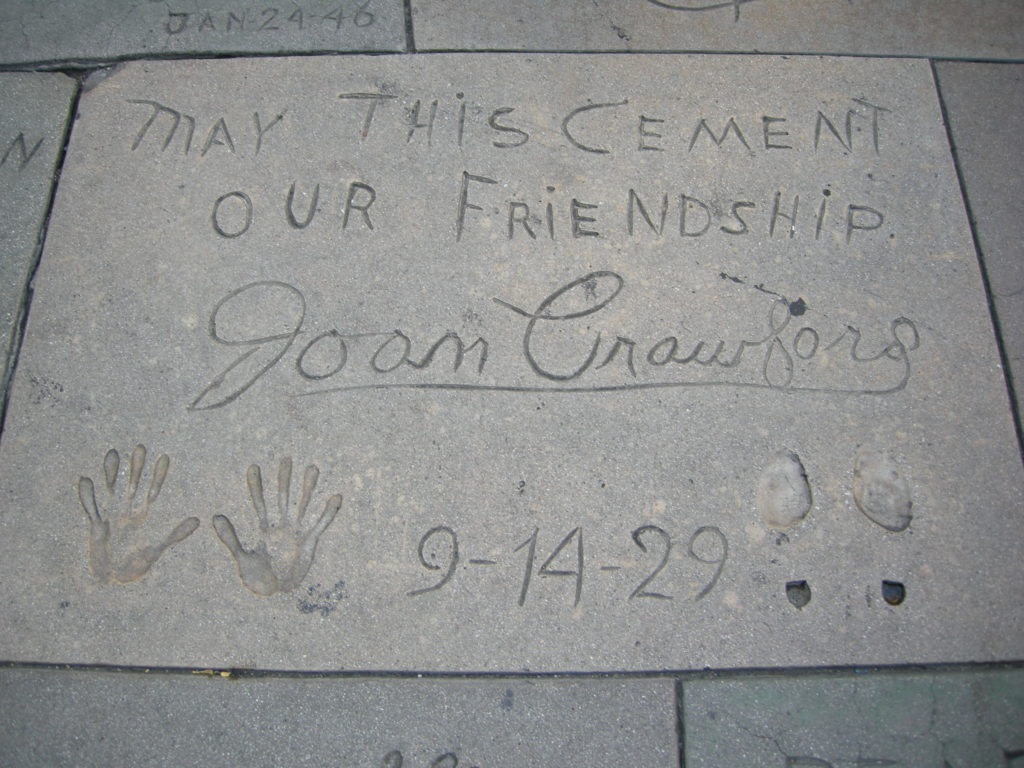 JAN-24-46
N
MAY THiS CEMENT
OUR FRiENDSHiP.
Joan Crawford
9-14-29